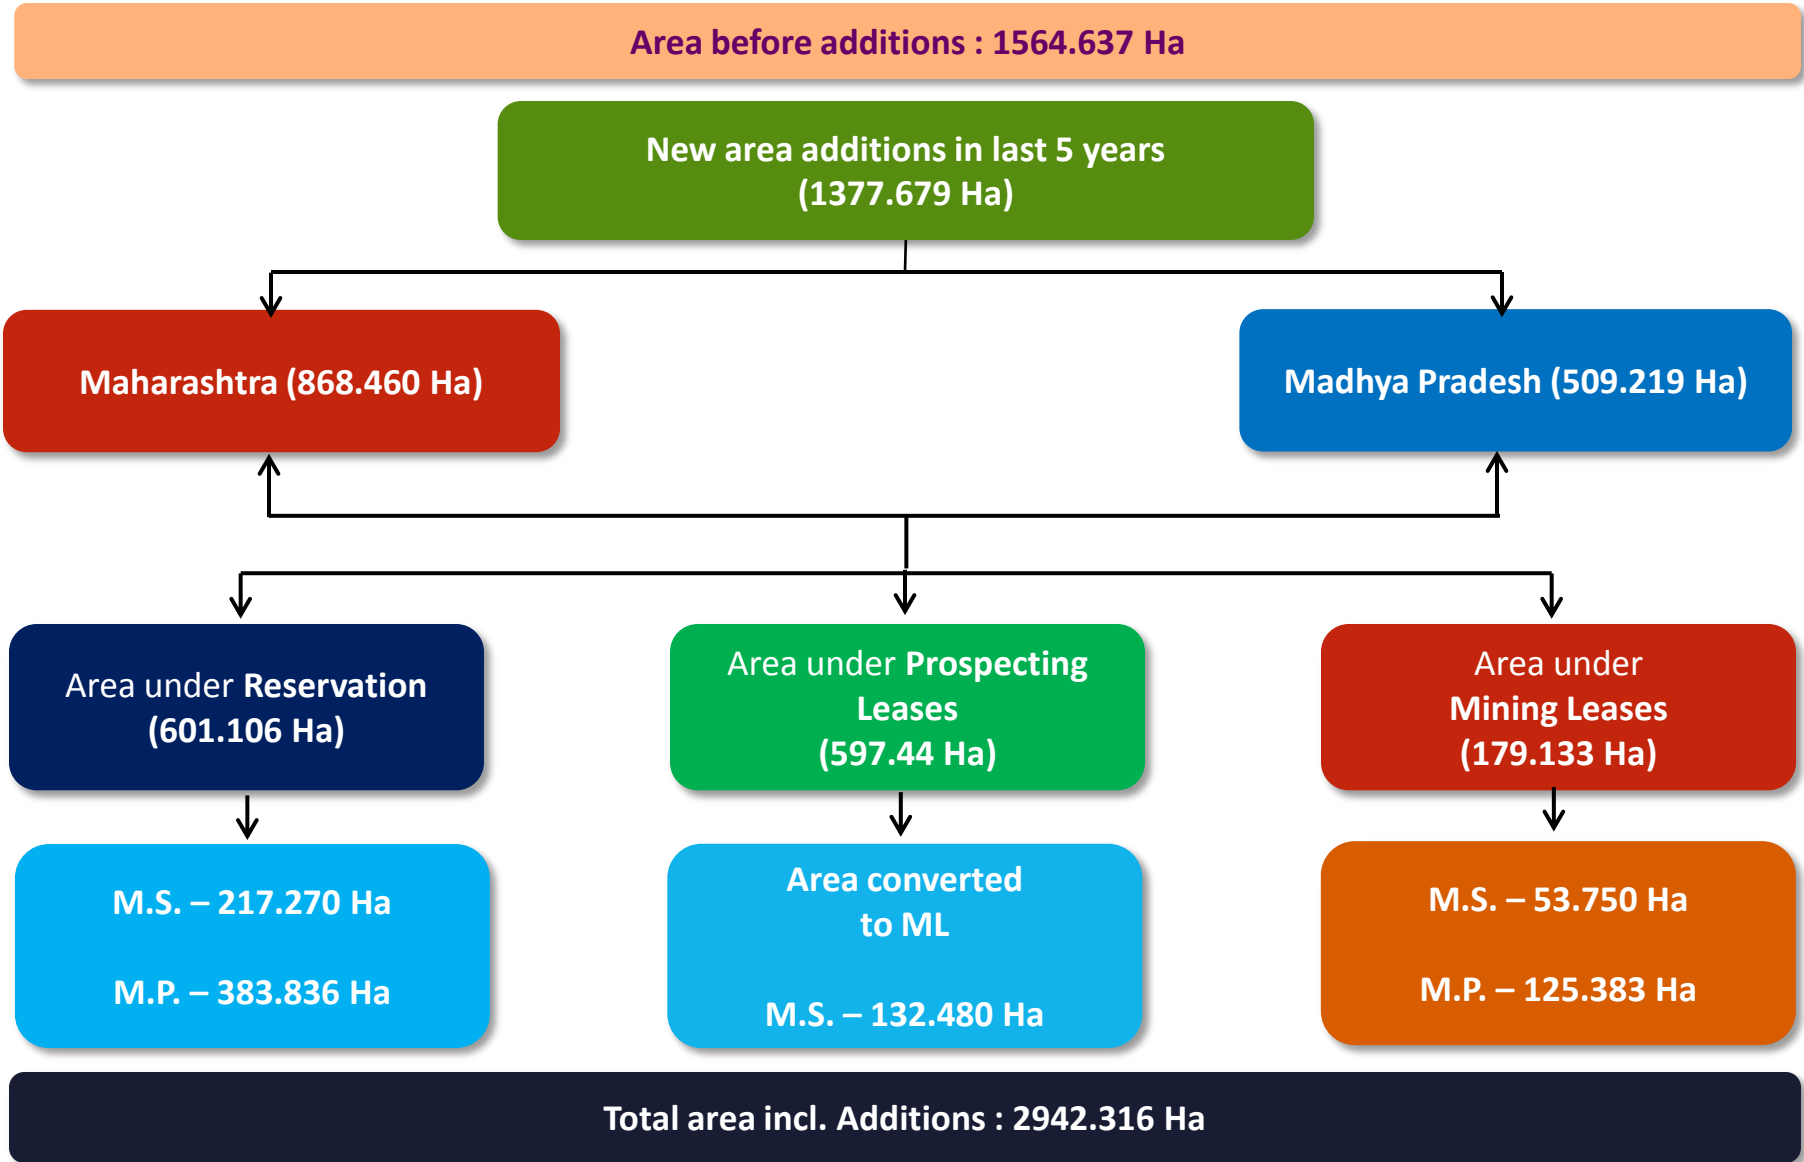 Area before additions : 1564.637 Ha
New area additions in last 5 years
(1377.679 Ha)
Maharashtra (868.460 Ha)
Madhya Pradesh (509.219 Ha)
Area under Reservation
(601.106 Ha)
Area under Prospecting
Leases
(597.44 Ha)
Area under
Mining Leases
(179.133 Ha)
M.S. – 217.270 Ha
M.P. – 383.836 Ha
Area converted
to ML
M.S. – 132.480 Ha
M.S. – 53.750 Ha
M.P. – 125.383 Ha
Total area incl. Additions : 2942.316 Ha